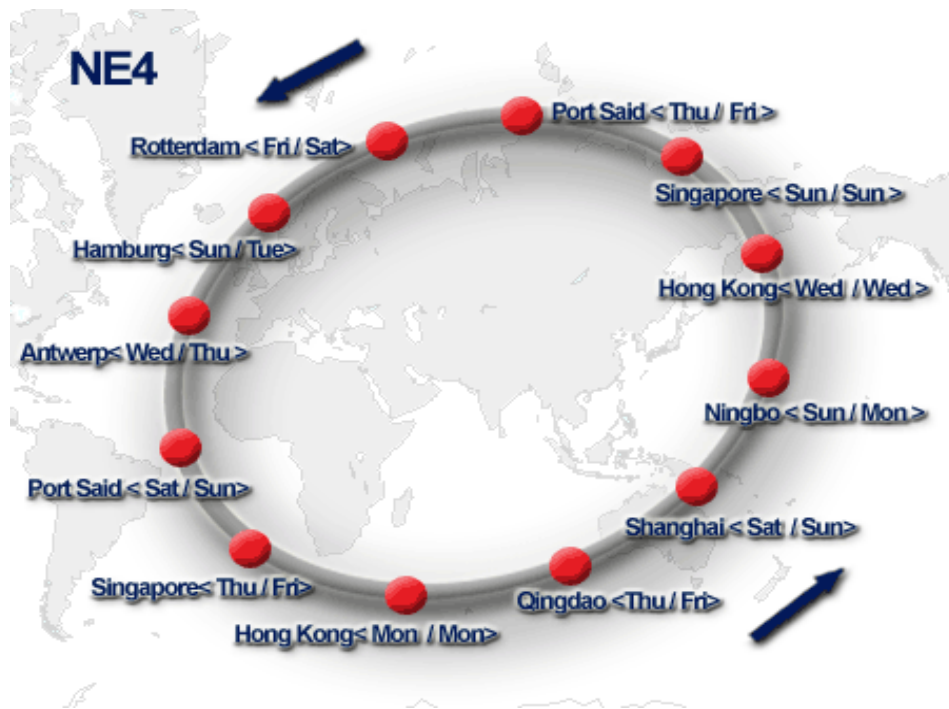 NE4
Port Said < Thu / Fri >
Rotterdam < Fri / Sat>
Singapore < Sun / Sun >
Hamburg< Sun / Tue>
Hong Kong< Wed / Wed >
Antwerp< Wed / Thu >
Ningbo < Sun / Mon >
Port Said < Sat / Sun>
Shanghai < Sat / Sun>
Singapore< Thu / Fri>
Qingdao <Thu / Fri>
Hong Kong< Mon / Mon>